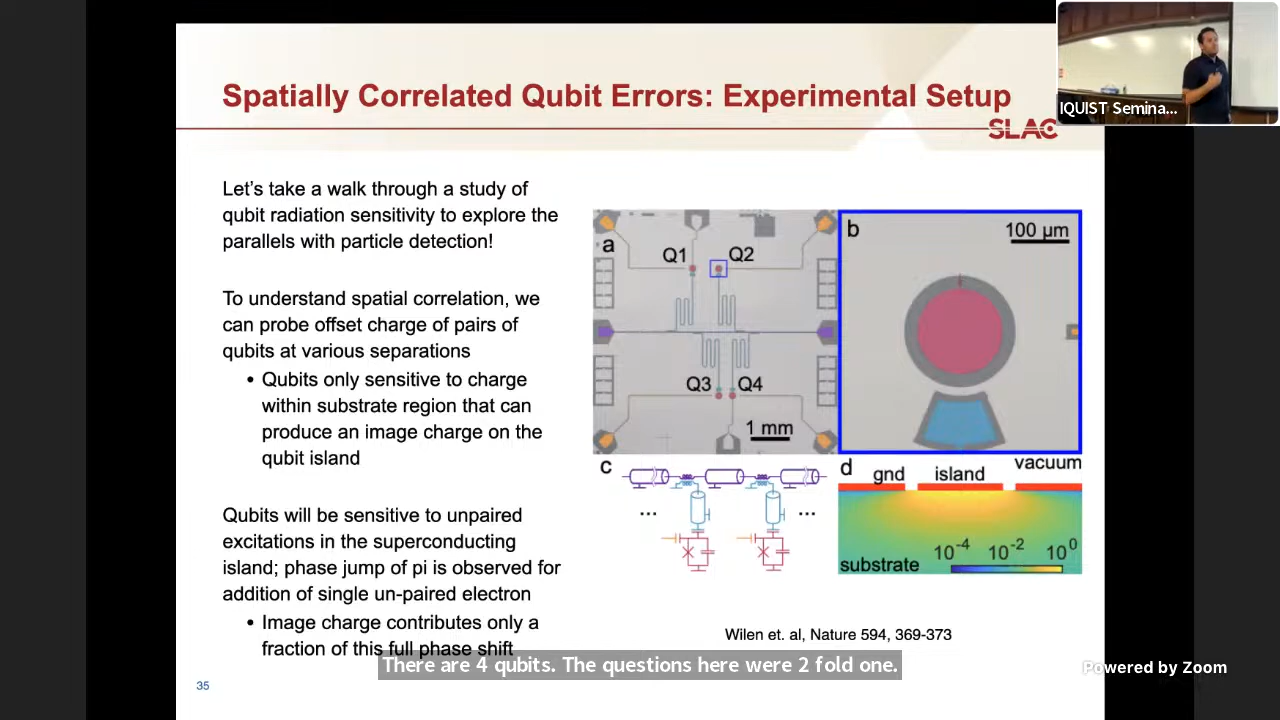 Spatially Correlated Qubit Errors: Experimental Setup
SLAC
IQUIST Semina...
Let's take a walk through a study of
qubit radiation sensitivity to explore the
parallels with particle detection!
To understand spatial correlation, we
can probe offset charge of pairs of
qubits at various separations
• Qubits only sensitive to charge
within substrate region that can
produce an image charge on the
qubit island
Qubits will be sensitive to unpaired
excitations in the superconducting
island; phase jump of pi is observed for
addition of single un-paired electron
• Image charge contributes only a
fraction of this full phase shift
a
Q1
Q2
Q3
Q4
1 mm
b
100 µm
c
... ...
d
gnd
island
vacuum
10⁻⁴ 10⁻² 10⁰
substrate
Wilen et. al, Nature 594, 369-373
There are 4 qubits. The questions here were 2 fold one.
Powered by Zoom
35